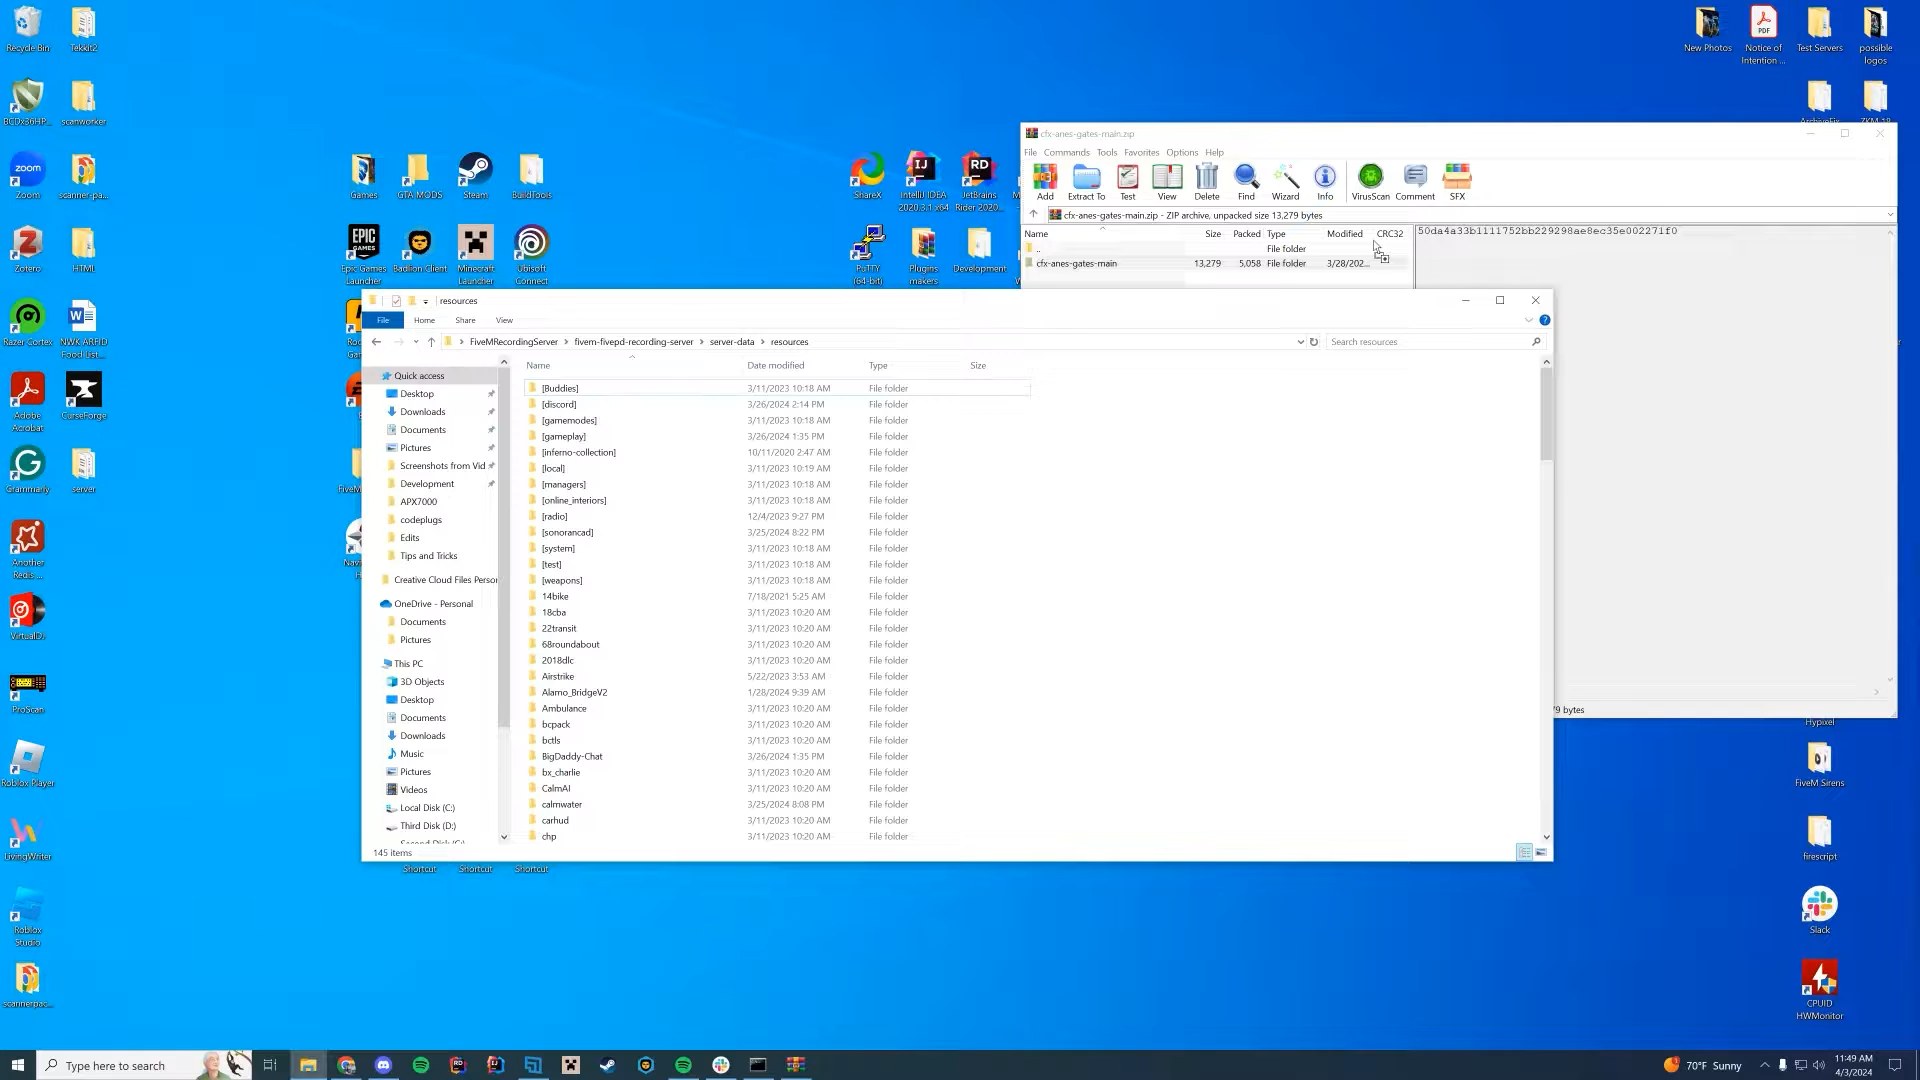 Recycle Bin
Tekkit2
BCDx36HP...
scanworker
Zoom
scanner-pa...
Zotero
HTML
Razer Cortex
NWK ARFID
Food List...
Adobe
Acrobat
CurseForge
Grammarly
server
Another
Redis ...
VirtualDJ
ProScan
Roblox Player
LivingWriter
Roblox
Studio
scannerpac...
Games
GTA MODS
Steam
BuildTools
Epic Games
Launcher
Badlion Client
Minecraft
Launcher
Ubisoft
Connect
ShareX
IntelliJ IDEA
2020.3.1 x64
JetBrains
Rider 2020...
PuTTY
(64-bit)
Plugins
makers
Development
New Photos
Notice of
Intention ...
Test Servers
possible
logos
cfx-anes-gates-main.zip
File Commands Tools Favorites Options Help
Add Extract To Test View Delete Find Wizard Info VirusScan Comment SFX
cfx-anes-gates-main.zip - ZIP archive, unpacked size 13,279 bytes
Name Size Packed Type Modified CRC32
.. File folder
cfx-anes-gates-main 13,279 5,058 File folder 3/28/202...
50da4a33b1111752bb229298ae8ec35e002271f0
resources
File Home Share View
FiveMRecordingServer > fivem-fivepd-recording-server > server-data > resources
Search resources
Quick access
Desktop
Downloads
Documents
Pictures
Screenshots from Vid
Development
APX7000
codeplugs
Edits
Tips and Tricks
Creative Cloud Files Person
OneDrive - Personal
Documents
Pictures
This PC
3D Objects
Desktop
Documents
Downloads
Music
Pictures
Videos
Local Disk (C:)
Third Disk (D:)
Name Date modified Type Size
[Buddies] 3/11/2023 10:18 AM File folder
[discord] 3/26/2024 2:14 PM File folder
[gamemodes] 3/11/2023 10:18 AM File folder
[gameplay] 3/26/2024 1:35 PM File folder
[inferno-collection] 10/11/2020 2:47 AM File folder
[local] 3/11/2023 10:19 AM File folder
[managers] 3/11/2023 10:18 AM File folder
[online_interiors] 3/11/2023 10:18 AM File folder
[radio] 12/4/2023 9:27 PM File folder
[sonorancad] 3/25/2024 8:22 PM File folder
[system] 3/11/2023 10:18 AM File folder
[test] 3/11/2023 10:18 AM File folder
[weapons] 3/11/2023 10:18 AM File folder
14bike 7/18/2021 5:25 AM File folder
18cba 3/11/2023 10:20 AM File folder
22transit 3/11/2023 10:20 AM File folder
68roundabout 3/11/2023 10:20 AM File folder
2018dlc 3/11/2023 10:20 AM File folder
Airstrike 5/22/2023 3:53 AM File folder
Alamo_BridgeV2 1/28/2024 9:39 AM File folder
Ambulance 3/11/2023 10:20 AM File folder
bcpack 3/11/2023 10:20 AM File folder
bctls 3/11/2023 10:20 AM File folder
BigDaddy-Chat 3/26/2024 1:35 PM File folder
bx_charlie 3/11/2023 10:20 AM File folder
CalmAI 3/11/2023 10:20 AM File folder
calmwater 3/25/2024 8:08 PM File folder
carhud 3/11/2023 10:20 AM File folder
chp 3/11/2023 10:20 AM File folder
145 items
9 bytes
Shortcut
Shortcut
Shortcut
Hypixel
FiveM Sirens
firescript
Slack
CPUID
HWMonitor
Type here to search
70°F Sunny
11:49 AM
4/3/2024